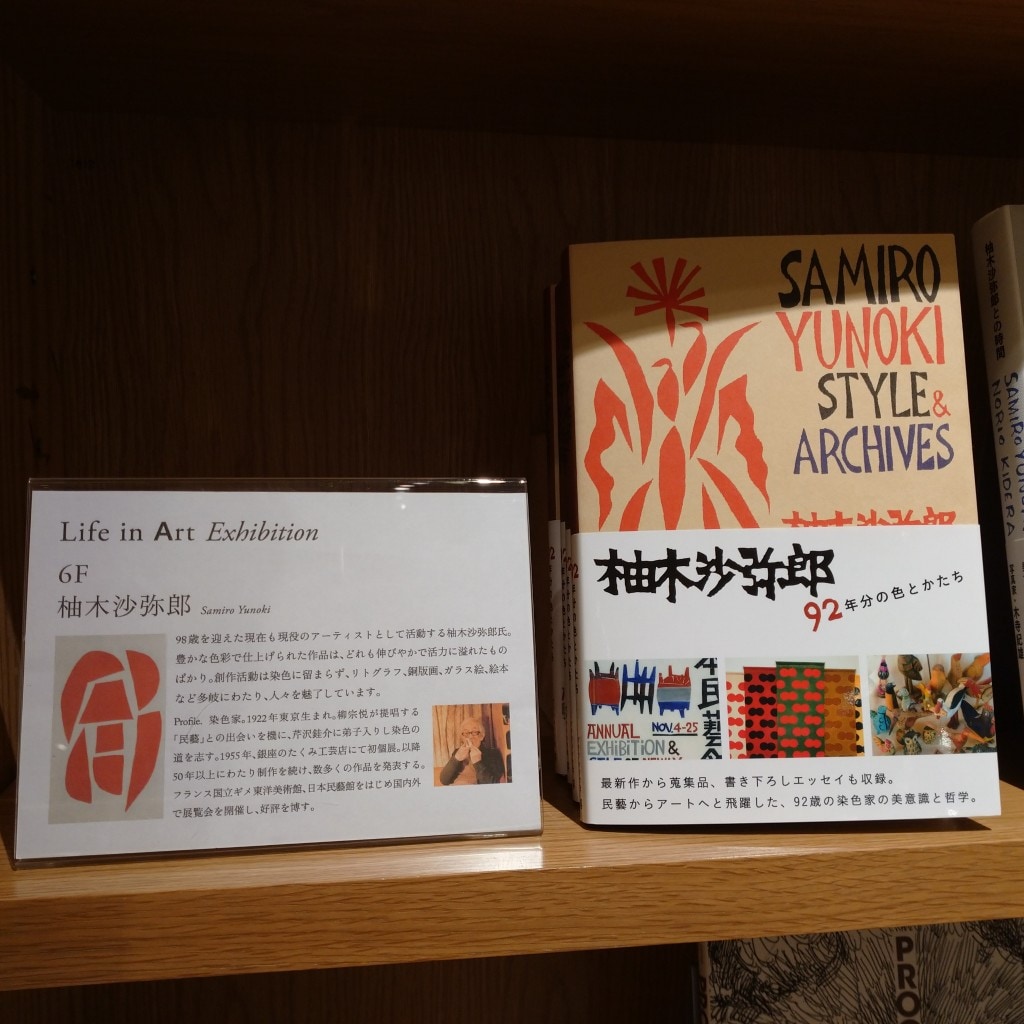 Life in Art Exhibition
6F
柚木沙弥郎 Samiro Yunoki
98歳を迎えた現在も現役のアーティストとして活動する柚木沙弥郎氏。
豊かな色彩で仕上げられた作品は、どれも伸びやかで活力に溢れたもの
ばかり。創作活動は染色に留まらず、リトグラフ、銅版画、ガラス絵、絵本
など多岐にわたり、人々を魅了しています。
Profile. 染色家。1922年東京生まれ。柳宗悦が提唱する
「民藝」との出会いを機に、芹沢銈介に弟子入りし染色の
道を志す。1955年、銀座のたくみ工芸店にて初個展。以降
50年以上にわたり制作を続け、数多くの作品を発表する。
フランス国立ギメ東洋美術館、日本民藝館をはじめ国内外
で展覧会を開催し、好評を博す。
SAMIRO
YUNOKI
STYLE &
ARCHIVES
柚木沙弥郎
柚木沙弥郎
92年分の色とかたち
本日藝
ANNUAL NOV.4-25
EXHIBITION &
最新作から蒐集品、書き下ろしエッセイも収録。
民藝からアートへと飛躍した、92歳の染色家の美意識と哲学。
柚木沙弥郎との時間
SAMIRO YUN
NORIO KIDERA
写真家・木寺紀雄
PRO